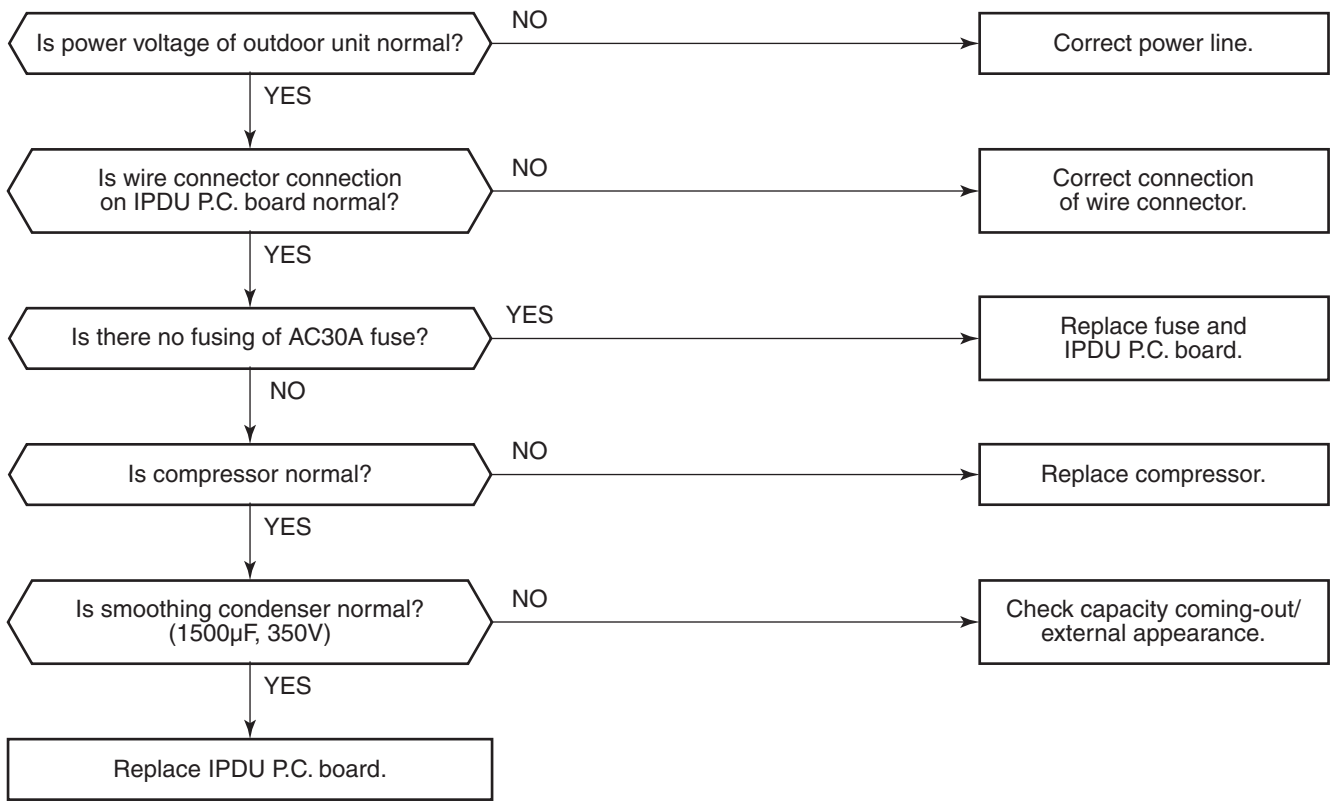 Is power voltage of outdoor unit normal?
NO
Correct power line.
YES
Is wire connector connection
on IPDU P.C. board normal?
NO
Correct connection
of wire connector.
YES
Is there no fusing of AC30A fuse?
YES
Replace fuse and
IPDU P.C. board.
NO
Is compressor normal?
NO
Replace compressor.
YES
Is smoothing condenser normal?
(1500µF, 350V)
NO
Check capacity coming-out/
external appearance.
YES
Replace IPDU P.C. board.